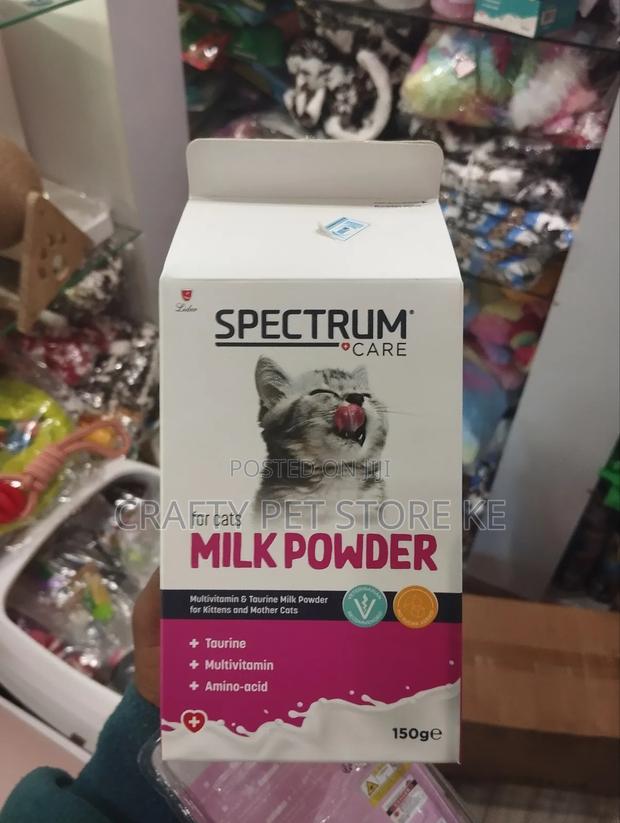 Lider
SPECTRUM®
CARE
POSTED ON JIJI
CRAFTY PET STORE KE
for cats
MILK POWDER
Multivitamin & Taurine Milk Powder
for Kittens and Mother Cats
+ Taurine
+ Multivitamin
+ Amino-acid
150g℮